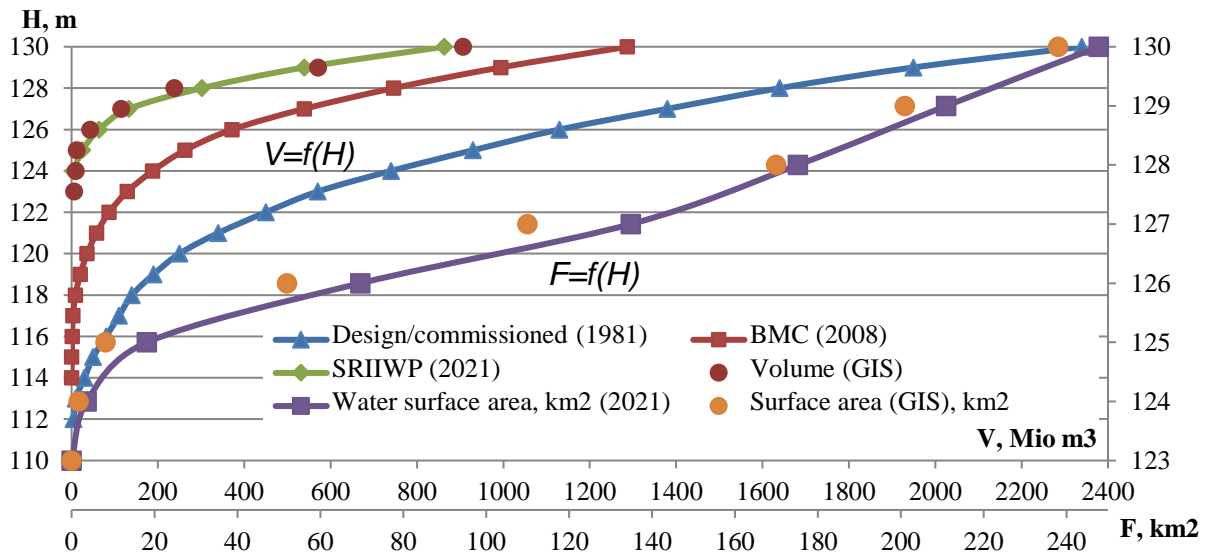 H, m
130
128
126
124
122
120
118
116
114
112
110
130
129
128
127
126
125
124
123
V=f(H)
F=f(H)
Design/commissioned (1981)
BMC (2008)
SRIIWP (2021)
Volume (GIS)
Water surface area, km2 (2021)
Surface area (GIS), km2
V, Mio m3
0 200 400 600 800 1000 1200 1400 1600 1800 2000 2200 2400
F, km2
0 20 40 60 80 100 120 140 160 180 200 220 240